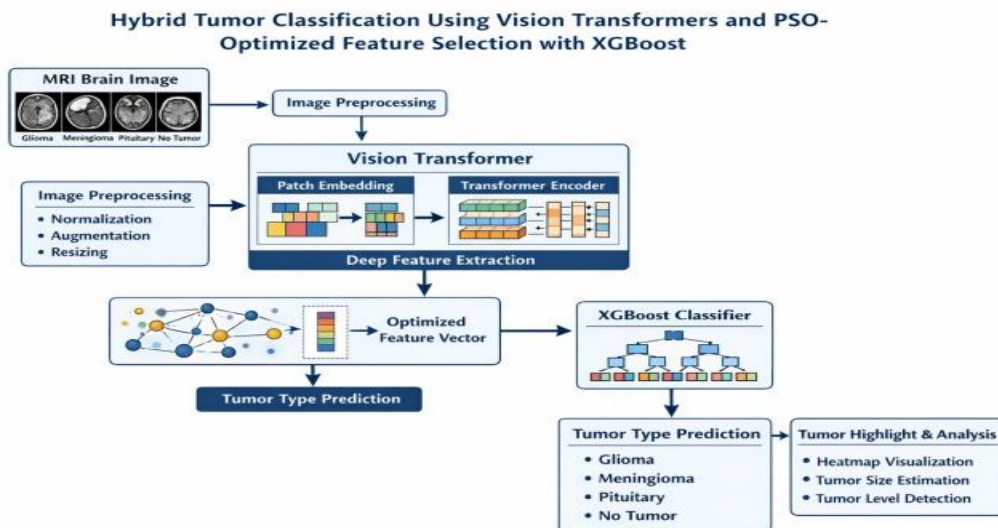 Hybrid Tumor Classification Using Vision Transformers and PSO-
Optimized Feature Selection with XGBoost
MRI Brain Image
Glioma Meningioma Pituitary No Tumor
Image Preprocessing
Vision Transformer
Patch Embedding
Transformer Encoder
Deep Feature Extraction
Image Preprocessing
• Normalization
• Augmentation
• Resizing
Optimized
Feature Vector
Tumor Type Prediction
XGBoost Classifier
Tumor Type Prediction
• Glioma
• Meningioma
• Pituitary
• No Tumor
Tumor Highlight & Analysis
• Heatmap Visualization
• Tumor Size Estimation
• Tumor Level Detection